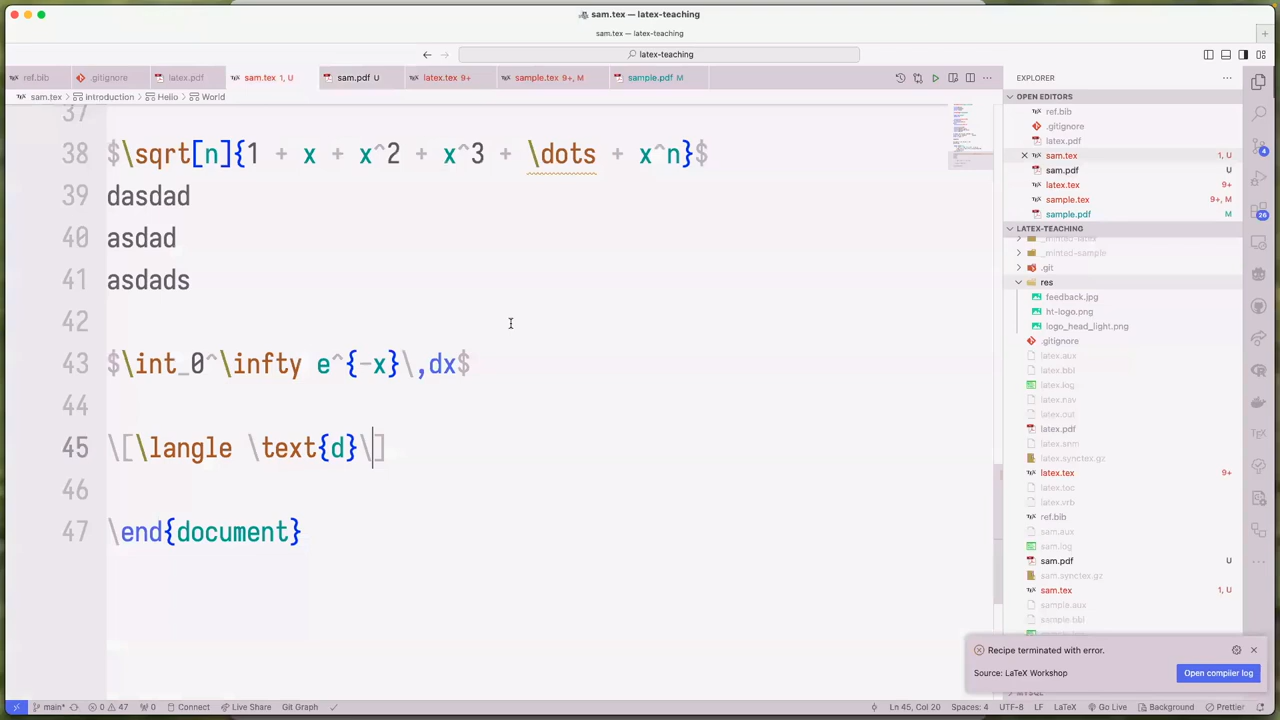 sam.tex — latex-teaching
sam.tex — latex-teaching
latex-teaching
ref.bib
.gitignore
latex.pdf
sam.tex 1, U
sam.pdf U
latex.tex 9+
sample.tex 9+, M
sample.pdf M
sam.tex > introduction > Hello > World
37
38 $\sqrt[n]{1 + x + x^2 + x^3 + \dots + x^n}$
39 dasdad
40 asdad
41 asdads
42
43 $\int_0^\infty e^{-x}\,dx$
44
45 \[\langle \text{d}\]
46
47 \end{document}
EXPLORER
OPEN EDITORS
ref.bib
.gitignore
latex.pdf
sam.tex 1, U
sam.pdf U
latex.tex 9+
sample.tex 9+, M
sample.pdf M
LATEX-TEACHING
_minted-latex
_minted-sample
.git
res
feedback.jpg
ht-logo.png
logo_head_light.png
.gitignore
latex.aux
latex.bbl
latex.log
latex.nav
latex.out
latex.pdf
latex.snm
latex.synctex.gz
latex.tex 9+
latex.toc
latex.vrb
ref.bib
sam.aux
sam.log
sam.pdf U
sam.synctex.gz
sam.tex 1, U
sample.aux
sample.bbl
4
26
Recipe terminated with error.
Source: LaTeX Workshop
Open compiler log
main*
0
47
0
Connect
Live Share
Git Graph
Ln 45, Col 20
Spaces: 4
UTF-8
LF
LaTeX
Go Live
Background
Prettier